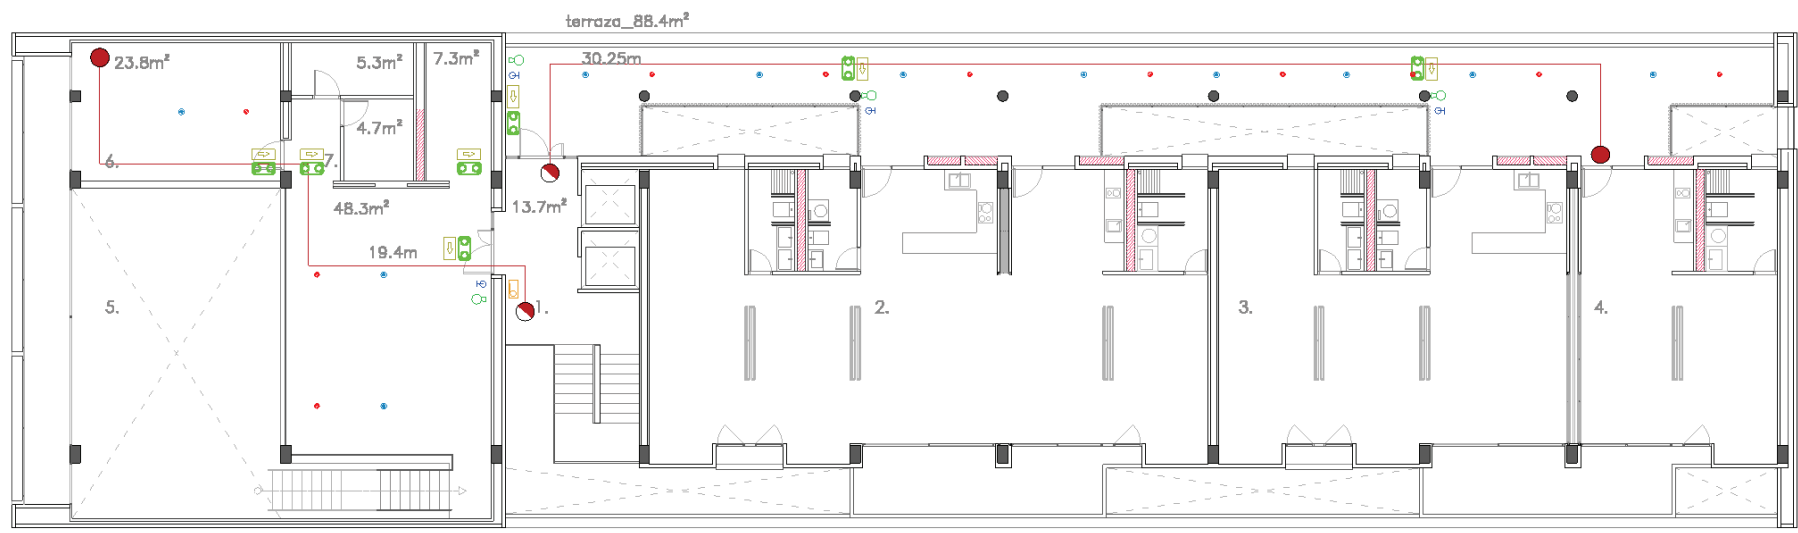 terraza_88.4m²
23.8m²
5.3m²
7.3m²
30.25m
4.7m²
6.
7.
48.3m²
13.7m²
19.4m
5.
1.
2.
3.
4.